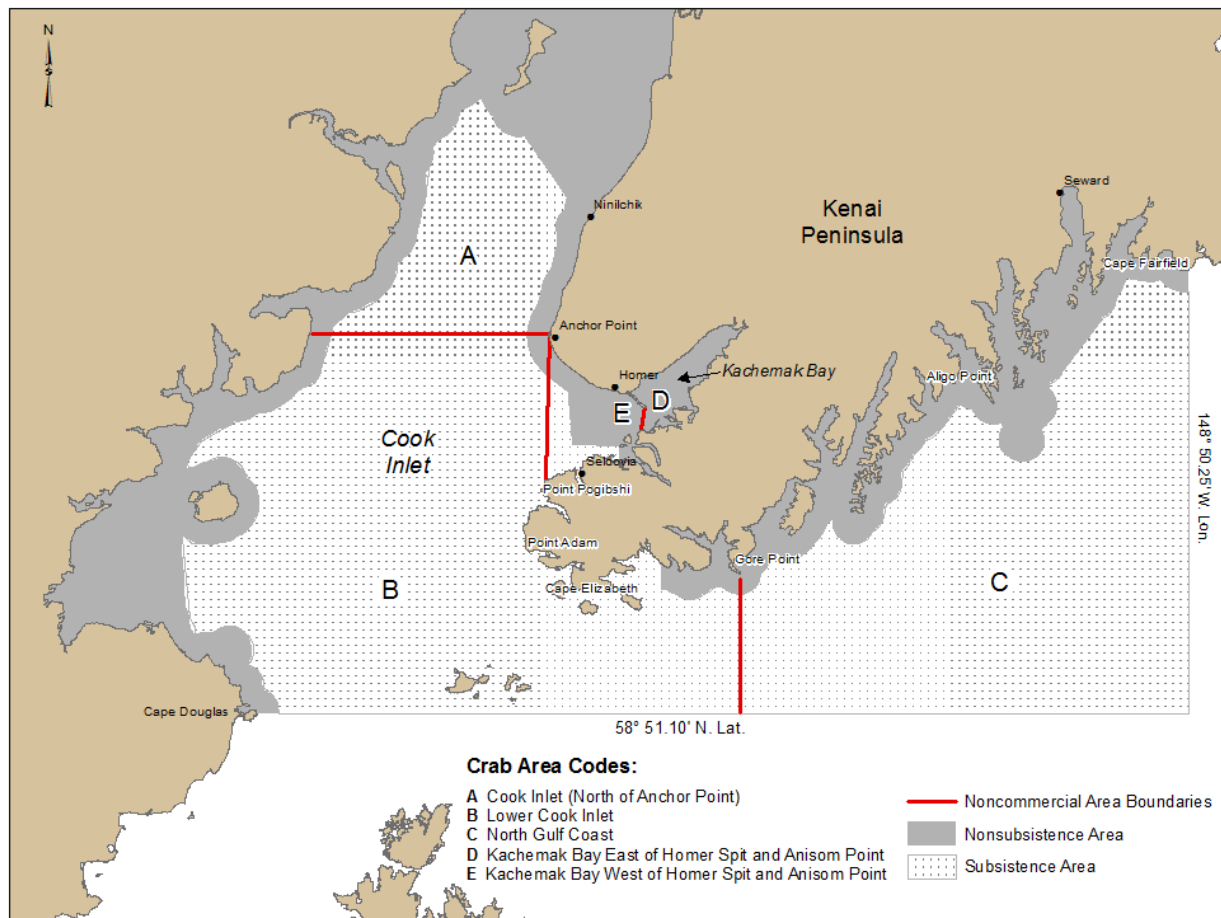 N
S
Ninilchik
Kenai
Peninsula
Seward
Cape Fairfield
A
Anchor Point
Homer
Kachemak Bay
Aligo Point
E
D
Cook
Inlet
Seldovia
Point Pogibshi
148° 50.25' W. Lon.
Point Adam
Gore Point
B
Cape Elizabeth
C
Cape Douglas
58° 51.10' N. Lat.
Crab Area Codes:
A Cook Inlet (North of Anchor Point)
B Lower Cook Inlet
C North Gulf Coast
D Kachemak Bay East of Homer Spit and Anisom Point
E Kachemak Bay West of Homer Spit and Anisom Point
Noncommercial Area Boundaries
Nonsubsistence Area
Subsistence Area